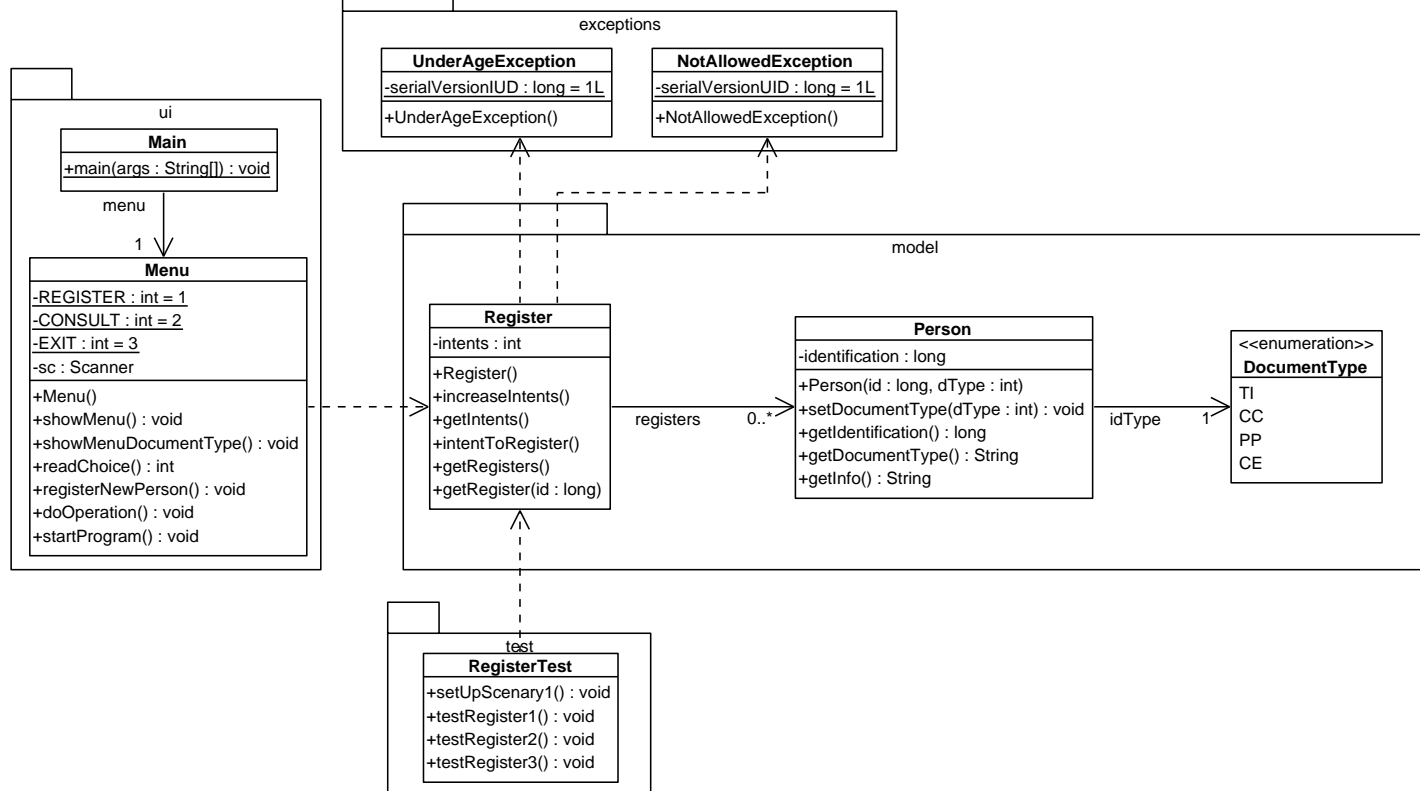 exceptions
UnderAgeException
-serialVersionIUD : long = 1L
+UnderAgeException()
NotAllowedException
-serialVersionUID : long = 1L
+NotAllowedException()
ui
Main
+main(args : String[]) : void
menu
1
Menu
-REGISTER : int = 1
-CONSULT : int = 2
-EXIT : int = 3
-sc : Scanner
+Menu()
+showMenu() : void
+showMenuDocumentType() : void
+readChoice() : int
+registerNewPerson() : void
+doOperation() : void
+startProgram() : void
model
Register
-intents : int
+Register()
+increaseIntents()
+getIntents()
+intentToRegister()
+getRegisters()
+getRegister(id : long)
registers
0..*
Person
-identification : long
+Person(id : long, dType : int)
+setDocumentType(dType : int) : void
+getIdentification() : long
+getDocumentType() : String
+getInfo() : String
idType
1
<<enumeration>>
DocumentType
TI
CC
PP
CE
test
RegisterTest
+setUpScenary1() : void
+testRegister1() : void
+testRegister2() : void
+testRegister3() : void